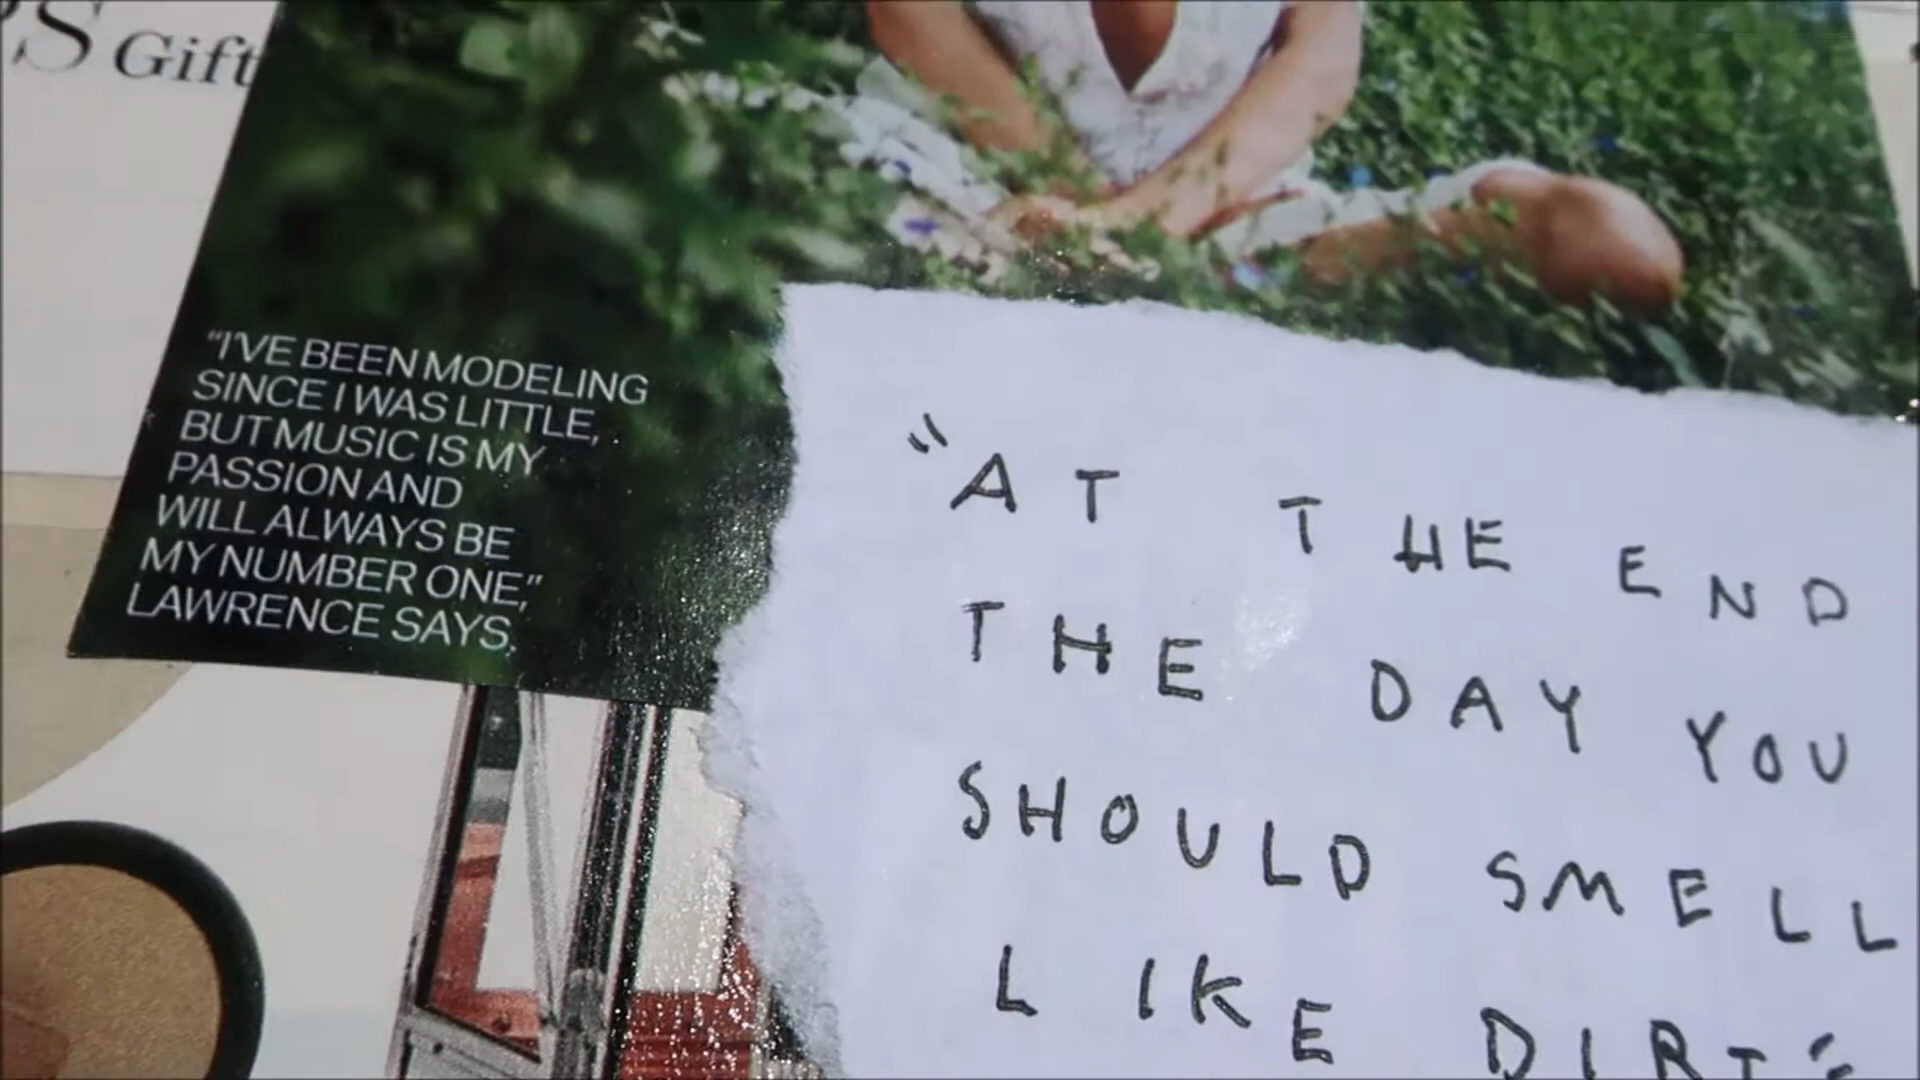 Gift
“I’VE BEEN MODELING
SINCE I WAS LITTLE,
BUT MUSIC IS MY
PASSION AND
WILL ALWAYS BE
MY NUMBER ONE,”
LAWRENCE SAYS.
“AT THE END
THE DAY YOU
SHOULD SMELL
LIKE DIRT”